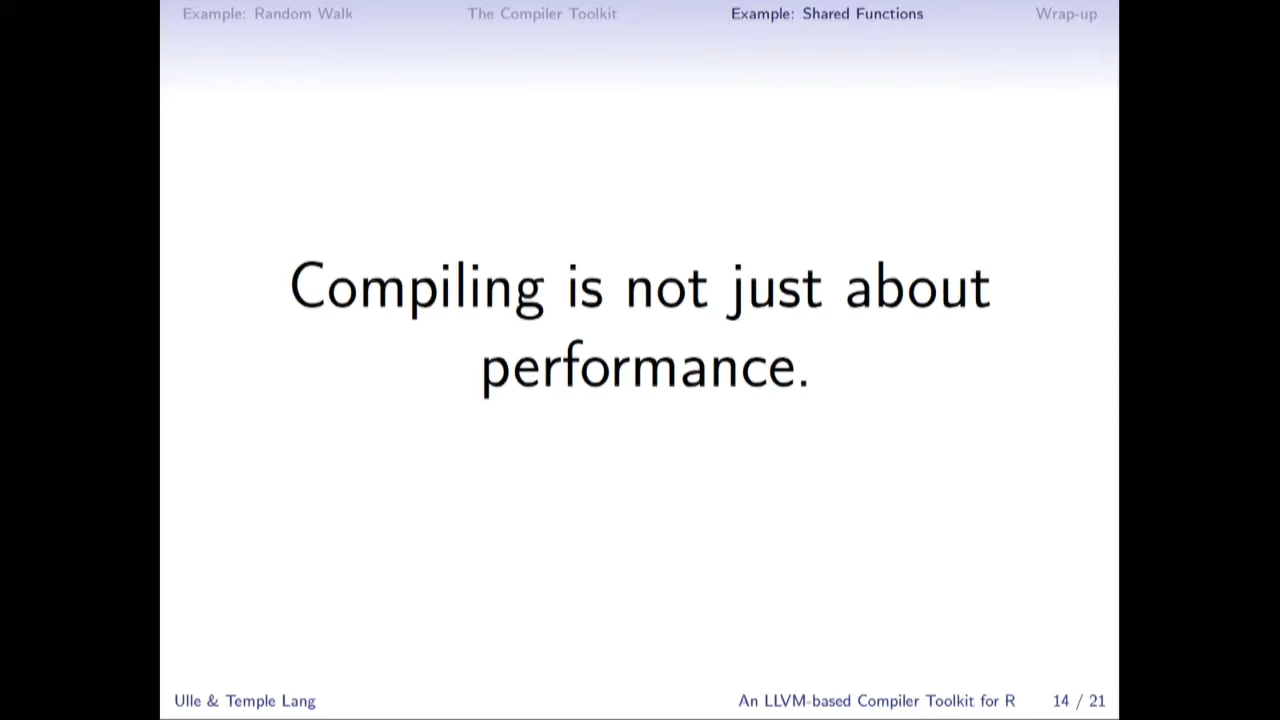 Example: Random Walk The Compiler Toolkit Example: Shared Functions Wrap-up
Compiling is not just about
performance.
Ulle & Temple Lang An LLVM-based Compiler Toolkit for R 14 / 21